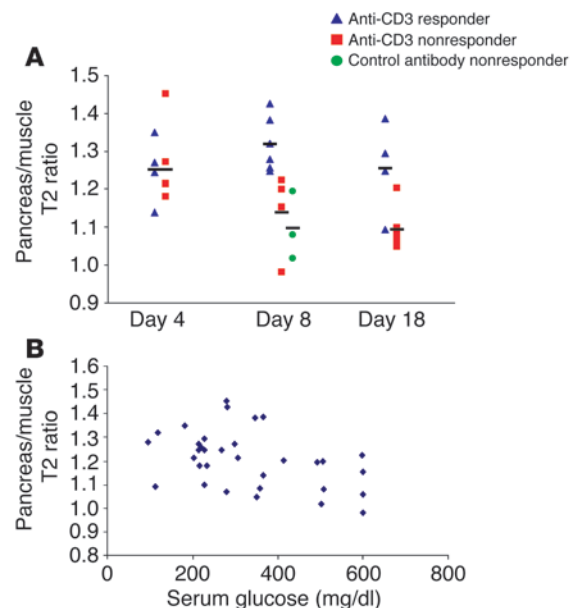 Anti-CD3 responder
Anti-CD3 nonresponder
Control antibody nonresponder
A
Pancreas/muscle
T2 ratio
1.5
1.4
1.3
1.2
1.1
1.0
0.9
Day 4 Day 8 Day 18
B
Pancreas/muscle
T2 ratio
1.6
1.5
1.4
1.3
1.2
1.1
1.0
0.9
0.8
0 200 400 600 800
Serum glucose (mg/dl)